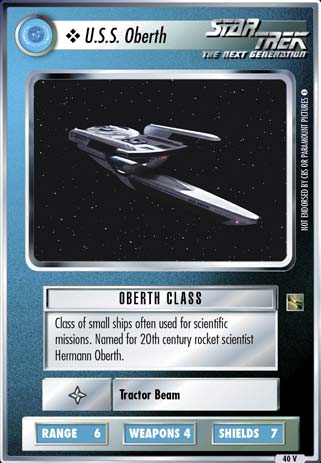 U.S.S. Oberth
STAR TREK
THE NEXT GENERATION
NOT ENDORSED BY CBS OR PARAMOUNT PICTURES
OBERTH CLASS
Class of small ships often used for scientific
missions. Named for 20th century rocket scientist
Hermann Oberth.
Tractor Beam
RANGE 6 WEAPONS 4 SHIELDS 7
40 V